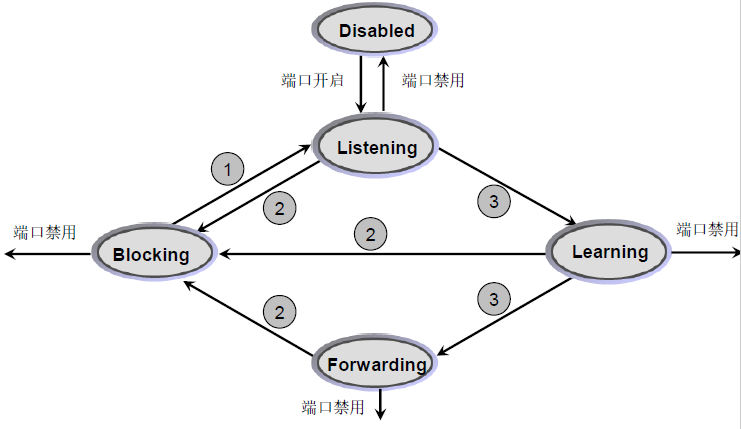 Disabled
端口开启
端口禁用
Listening
1
2
3
端口禁用
Blocking
2
Learning
端口禁用
2
3
Forwarding
端口禁用